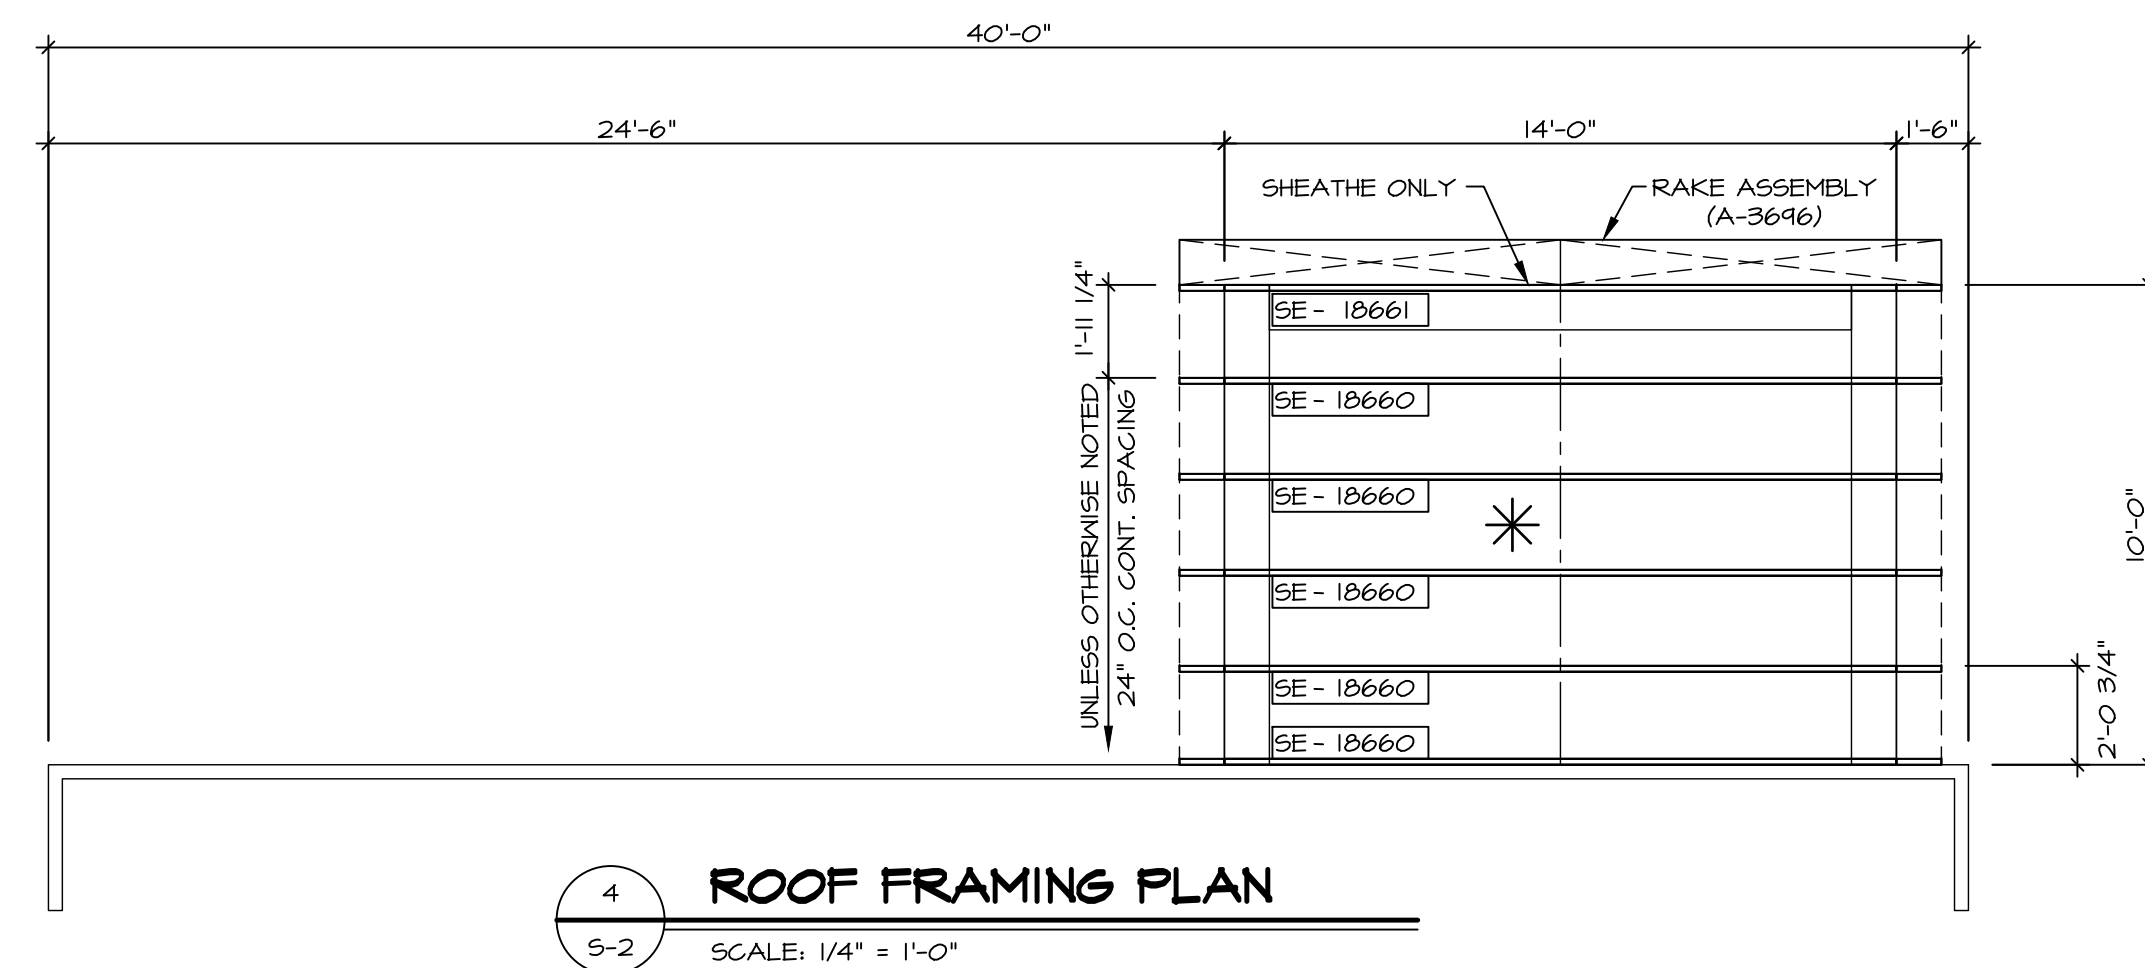 40'-0"
24'-6"
14'-0"
1'-6"
SHEATHE ONLY
RAKE ASSEMBLY
(A-3696)
1'-11 1/4"
SE - 18661
SE - 18660
SE - 18660
SE - 18660
SE - 18660
SE - 18660
UNLESS OTHERWISE NOTED
24" O.C. CONT. SPACING
10'-0"
2'-0 3/4"
4
S-2
ROOF FRAMING PLAN
SCALE: 1/4" = 1'-0"